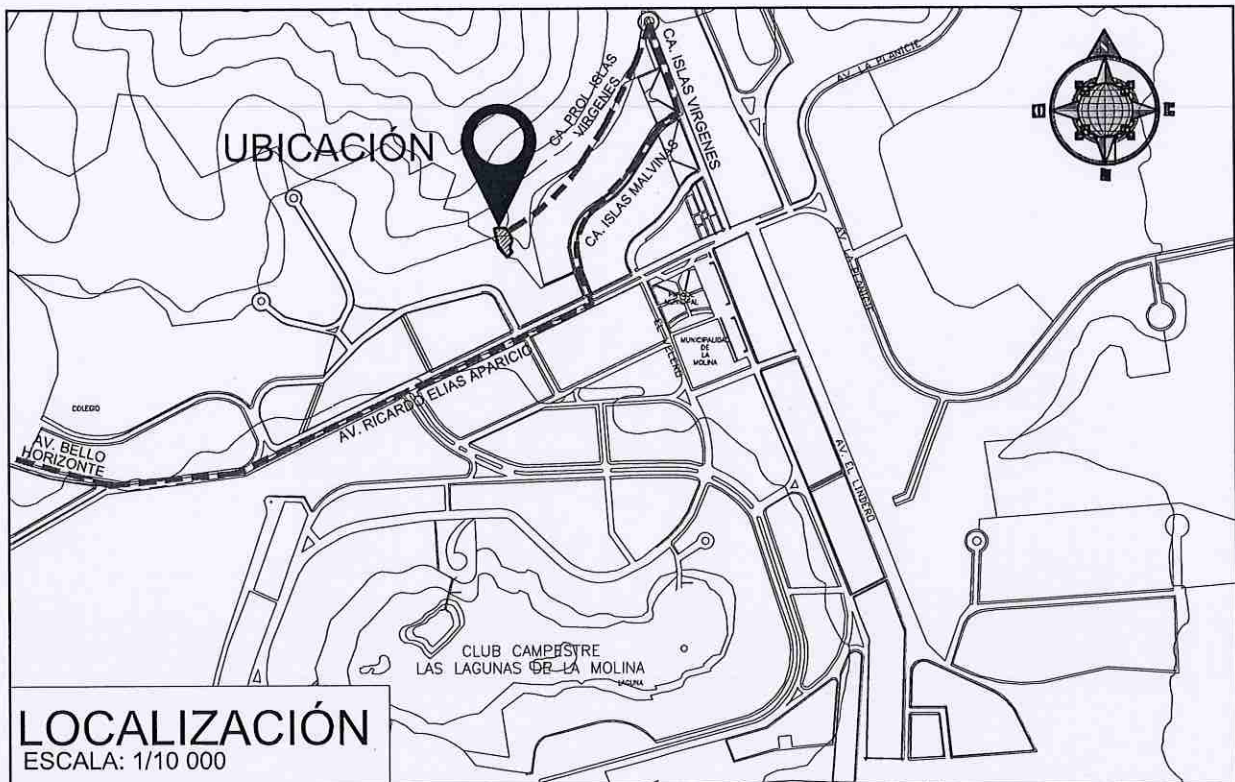 UBICACIÓN
CA. PROL. ISLAS
VIRGENES
CA. ISLAS VIRGENES
CA. ISLAS MALVINAS
AV. LA PLANICIE
AV. LA PLANICIE
MUNICIPALIDAD
DE
LA
MOLINA
AV. RICARDO ELIAS APARICIO
COLEGIO
AV. BELLO
HORIZONTE
AV. EL LINDERO
CLUB CAMPESTRE
LAS LAGUNAS DE LA MOLINA
LAGUNA
LOCALIZACIÓN
ESCALA: 1/10 000